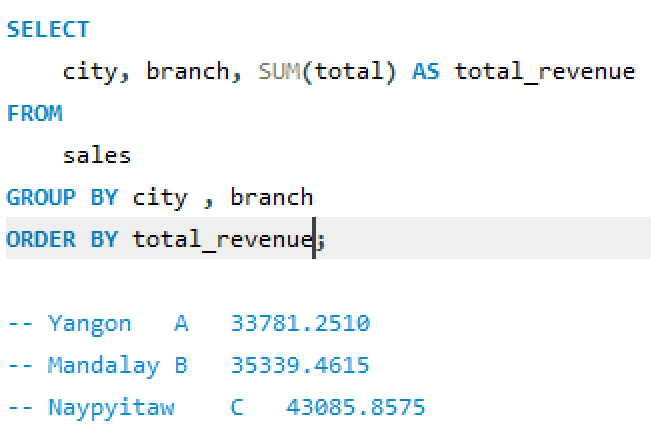 SELECT
city, branch, SUM(total) AS total_revenue
FROM
sales
GROUP BY city , branch
ORDER BY total_revenue;
-- Yangon A 33781.2510
-- Mandalay B 35339.4615
-- Naypyitaw C 43085.8575